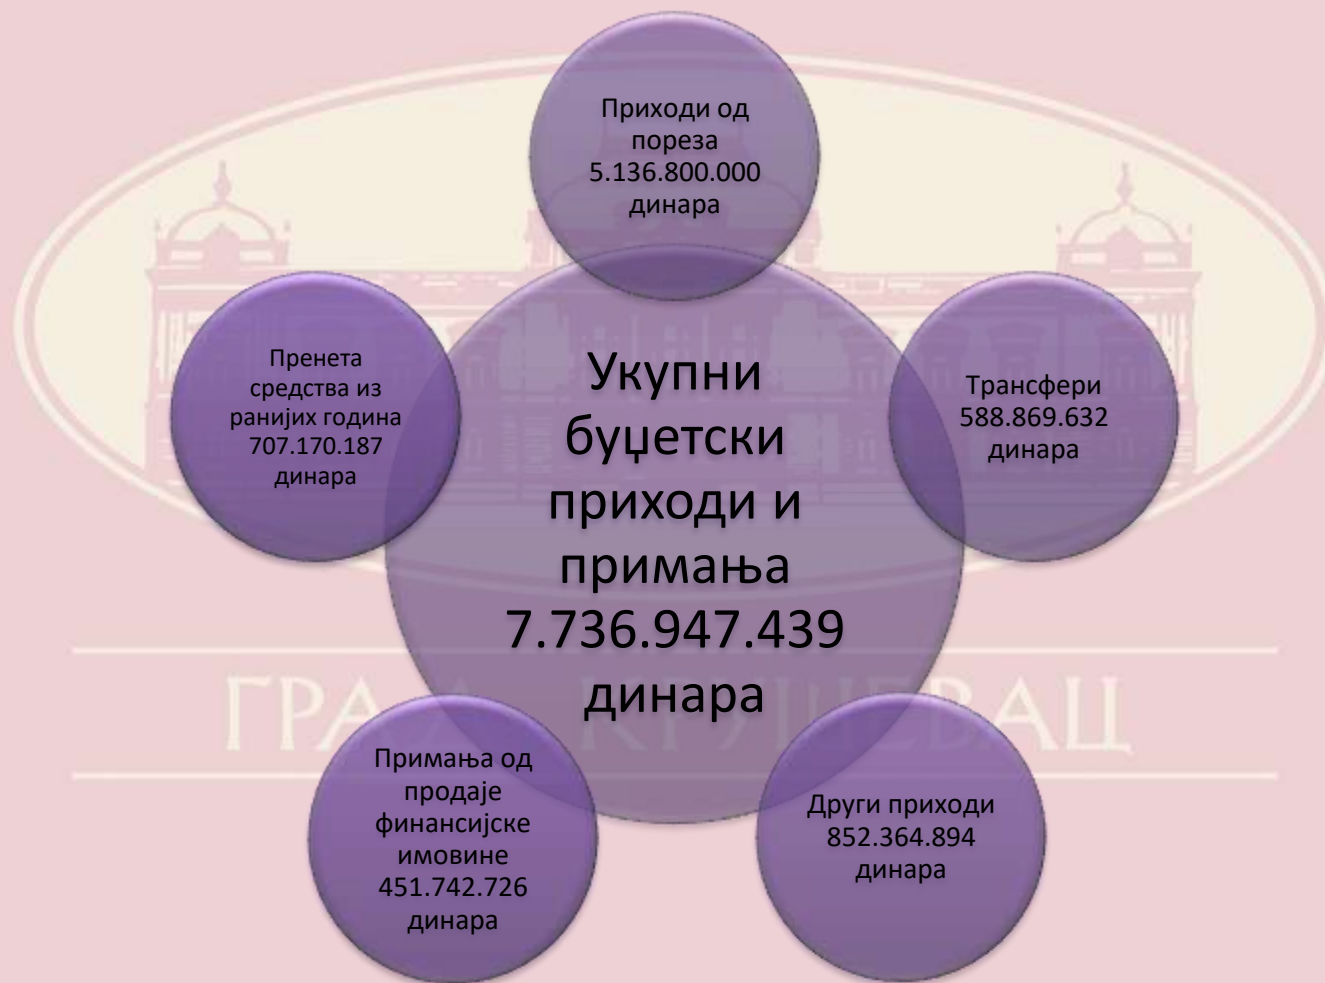 Приходи од
пореза
5.136.800.000
динара
Пренета
средства из
ранијих година
707.170.187
динара
Укупни
буџетски
приходи и
примања
7.736.947.439
динара
Трансфери
588.869.632
динара
Примања од
продаје
финансијске
имовине
451.742.726
динара
Други приходи
852.364.894
динара
ГРАД КРУШЕВАЦ